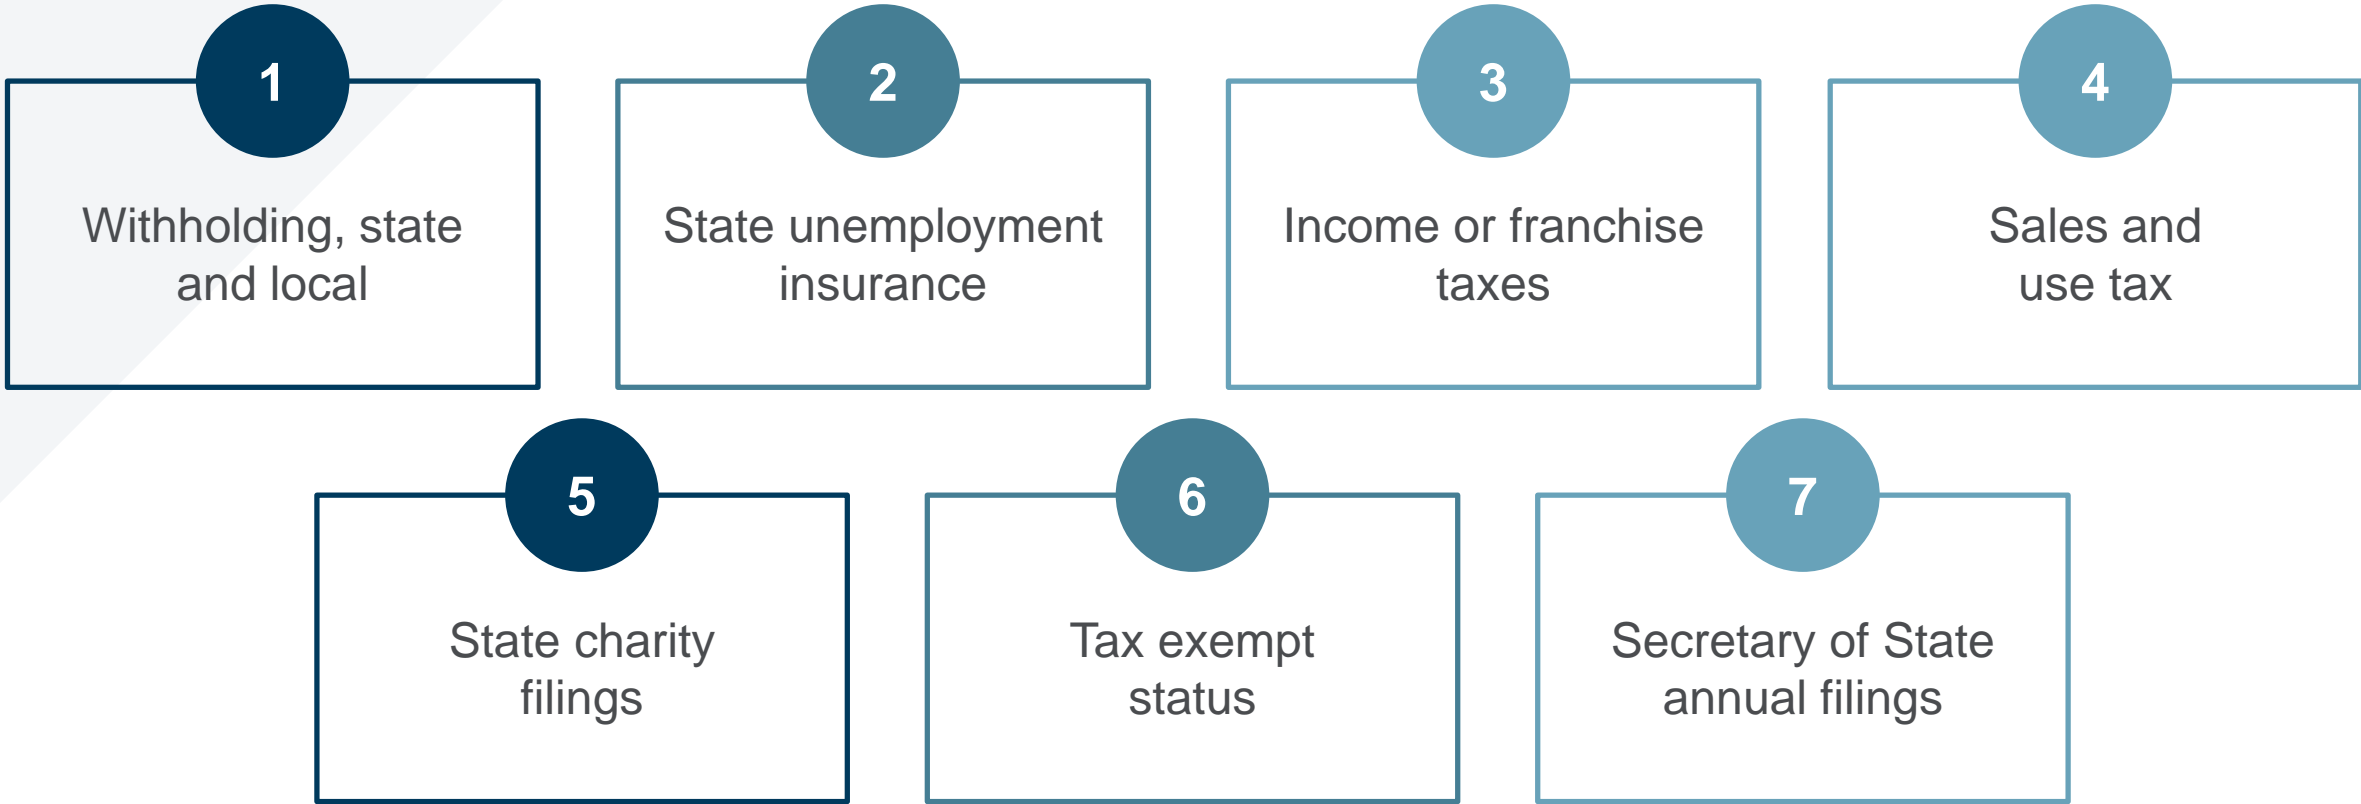 1
Withholding, state
and local
2
State unemployment
insurance
3
Income or franchise
taxes
4
Sales and
use tax
5
State charity
filings
6
Tax exempt
status
7
Secretary of State
annual filings